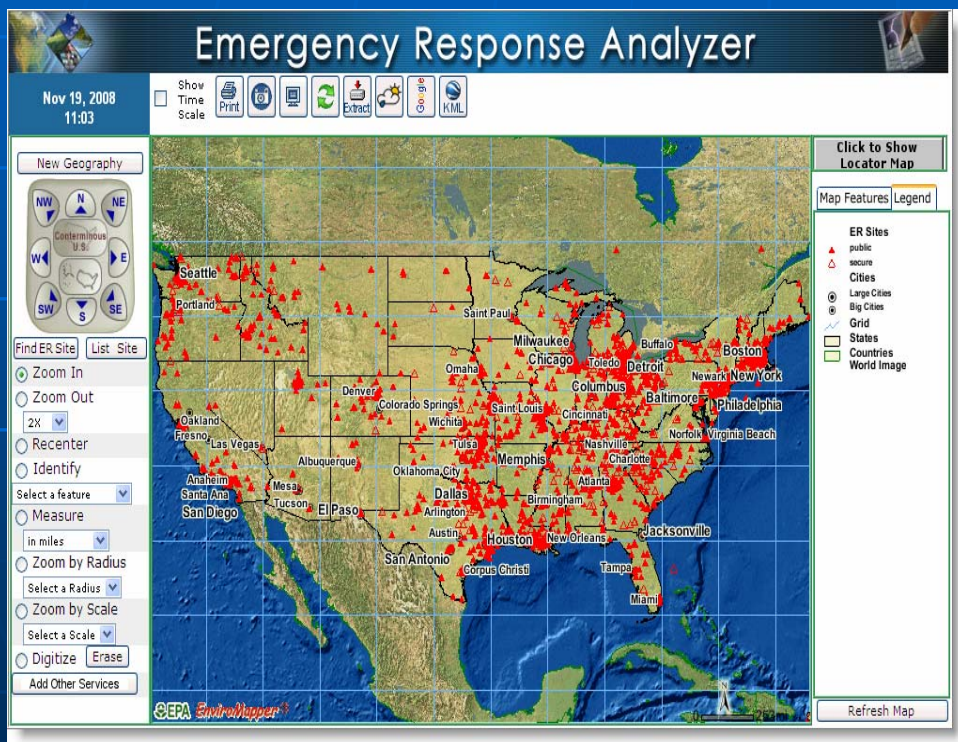 Emergency Response Analyzer
Nov 19, 2008
11:03
Show
Time
Scale
Print
Extract
Google
KML
New Geography
NW
N
NE
Conterminous
U.S.
W
E
SW
S
SE
Find ER Site
List Site
Zoom In
Zoom Out
2X
Recenter
Identify
Select a feature
Measure
in miles
Zoom by Radius
Select a Radius
Zoom by Scale
Select a Scale
Digitize
Erase
Add Other Services
Seattle
Portland
Saint Paul
Milwaukee
Buffalo
Boston
Chicago
Toledo
Detroit
Omaha
Newark
New York
Columbus
Denver
Baltimore
Philadelphia
Colorado Springs
Saint Louis
Cincinnati
Oakland
Wichita
Fresno
Norfolk
Virginia Beach
Las Vegas
Tulsa
Nashville
Albuquerque
Memphis
Charlotte
Oklahoma City
Anaheim
Mesa
Atlanta
Santa Ana
Dallas
Birmingham
Tucson
San Diego
El Paso
Arlington
Austin
Houston
New Orleans
Jacksonville
San Antonio
Corpus Christi
Tampa
Miami
EPA EnviroMapper
Click to Show
Locator Map
Map Features
Legend
ER Sites
public
secure
Cities
Large Cities
Big Cities
Grid
States
Countries
World Image
Refresh Map